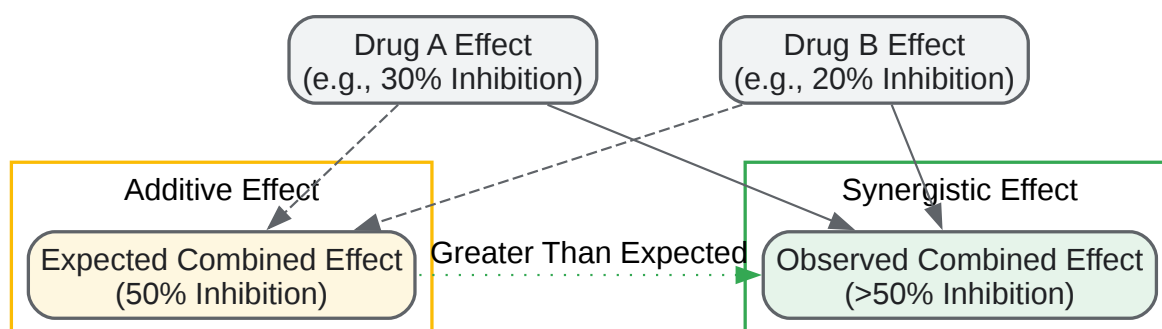 Drug A Effect
(e.g., 30% Inhibition)
Drug B Effect
(e.g., 20% Inhibition)
Additive Effect
Synergistic Effect
Expected Combined Effect
(50% Inhibition)
Greater Than Expected
Observed Combined Effect
(>50% Inhibition)